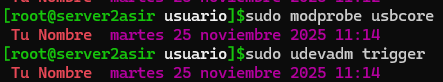 [root@server2asir usuario]$sudo modprobe usbcore
Tu Nombre martes 25 noviembre 2025 11:14
[root@server2asir usuario]$sudo udevadm trigger
Tu Nombre martes 25 noviembre 2025 11:14